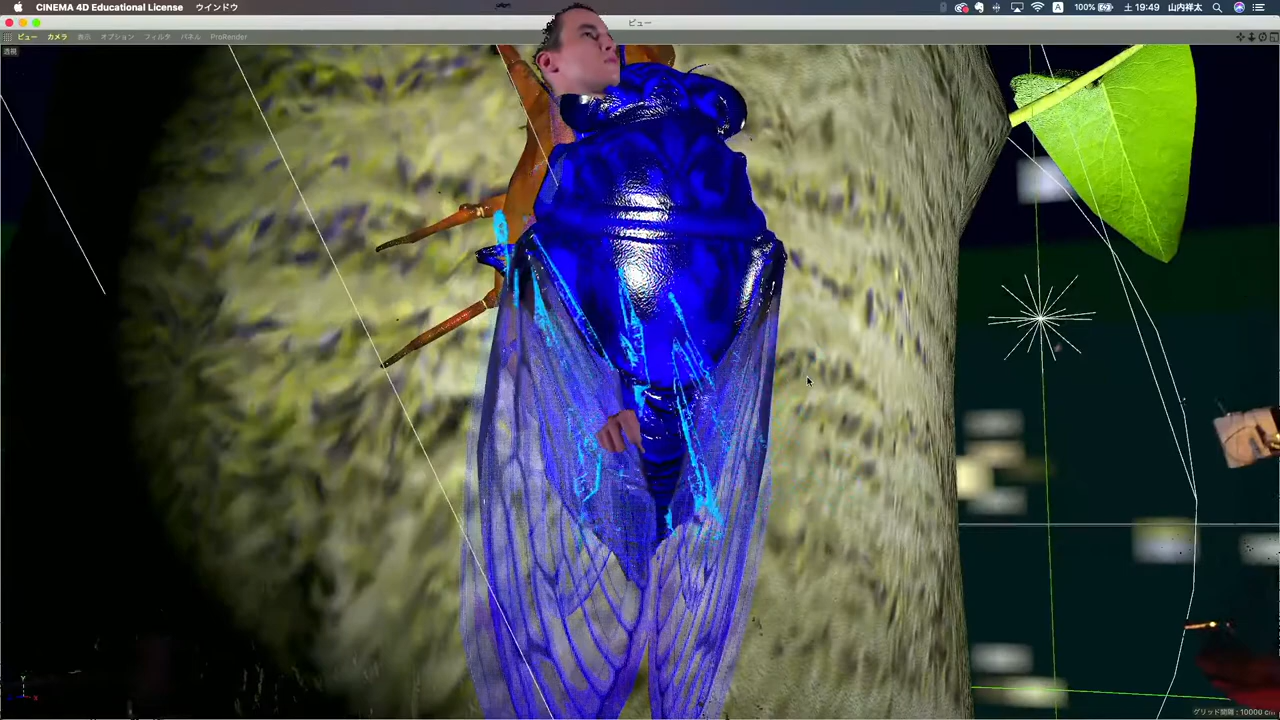 CINEMA 4D Educational License ウインドウ
100% 土 19:49 山内祥太
ビュー
ビュー カメラ 表示 オプション フィルタ パネル ProRender
透視
Y
X
グリッド間隔 : 10000 cm